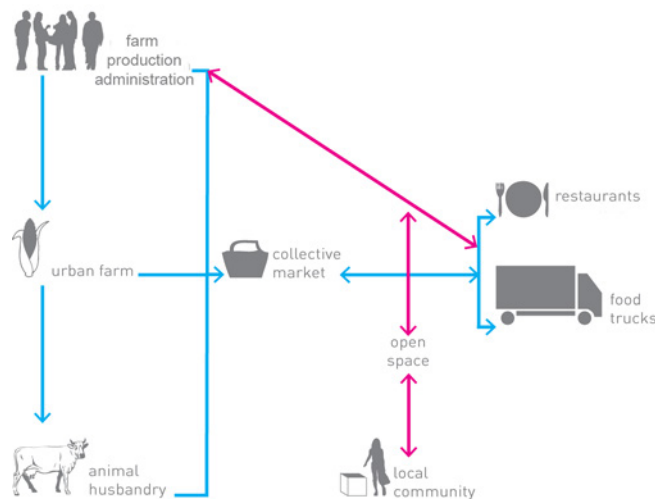 farm
production
administration
restaurants
urban farm
collective
market
food
trucks
open
space
animal
husbandry
local
community